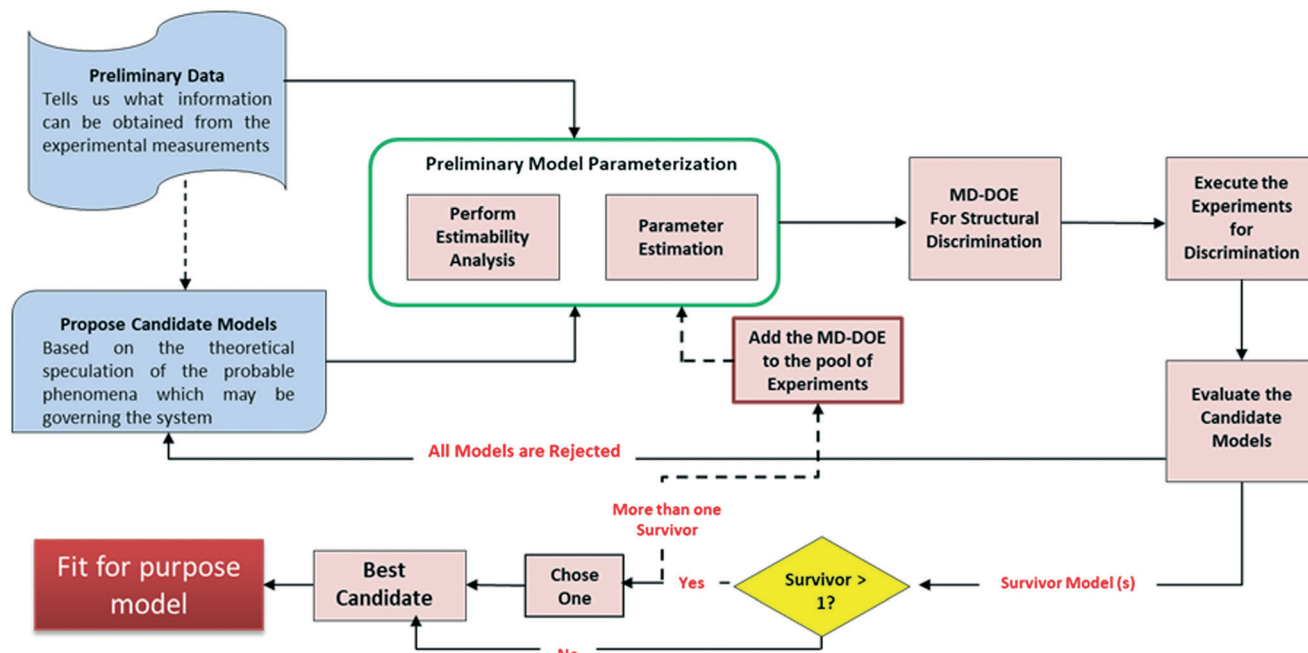 Preliminary Data
Tells us what information
can be obtained from the
experimental measurements
Preliminary Model Parameterization
Perform
Estimability
Analysis
Parameter
Estimation
MD-DOE
For Structural
Discrimination
Execute the
Experiments
for
Discrimination
Propose Candidate Models
Based on the theoretical
speculation of the probable
phenomena which may be
governing the system
Add the MD-DOE
to the pool of
Experiments
Evaluate the
Candidate
Models
All Models are Rejected
More than one
Survivor
Fit for purpose
model
Best
Candidate
Chose
One
Yes
Survivor >
1?
Survivor Model (s)
No